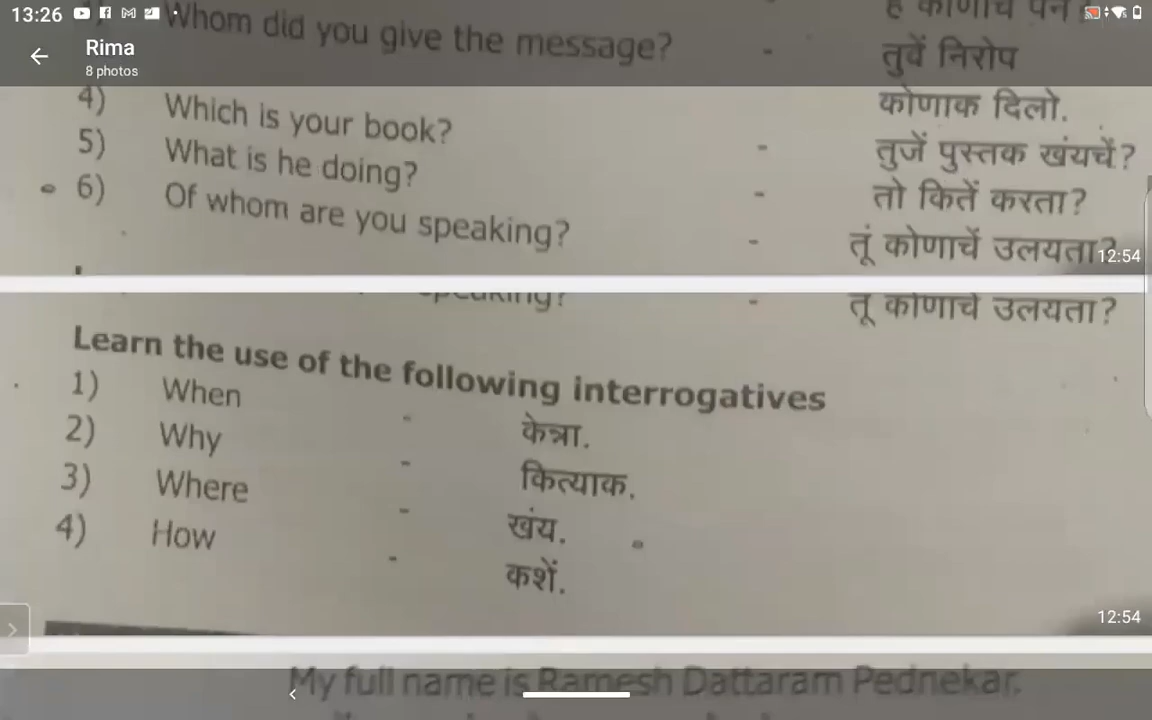 13:26
Rima
8 photos
Whom did you give the message? - तुवें निरोप
कोणाक दिलो.
4) Which is your book? - तुजें पुस्तक खंयचें?
5) What is he doing? - तो कितें करता?
6) Of whom are you speaking? - तूं कोणाचें उलयता?
12:54
speaking? - तूं कोणाचें उलयता?
Learn the use of the following interrogatives
1) When - केन्ना.
2) Why - कित्याक.
3) Where - खंय.
4) How - कशें.
12:54
My full name is Ramesh Dattaram Pednekar.